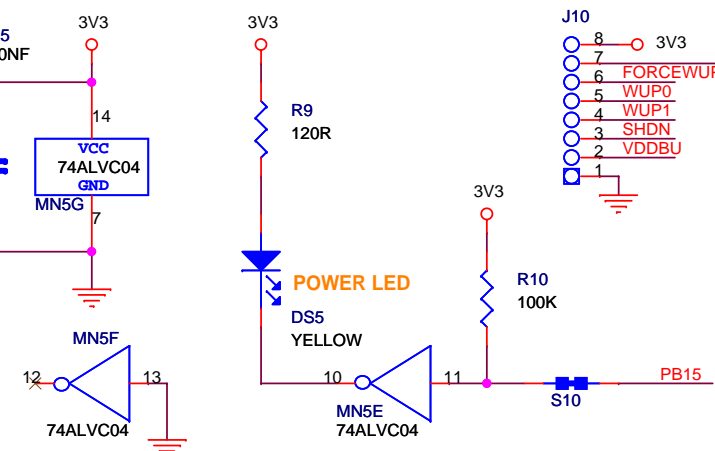 5
0NF
3V3
14
VCC
74ALVC04
GND
MN5G
7
3V3
R9
120R
POWER LED
DS5
YELLOW
J10
8
3V3
7
6
FORCEWUP
5
WUP0
4
WUP1
3
SHDN
2
VDDBU
1
3V3
R10
100K
MN5F
12
13
74ALVC04
10
11
MN5E
74ALVC04
S10
PB15